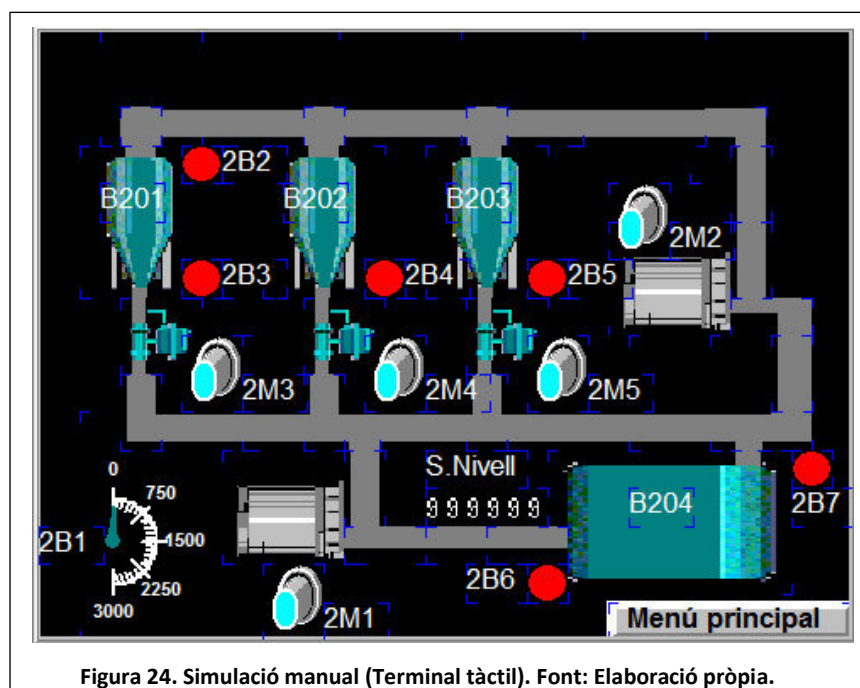 2B2
B201
B202
B203
2M2
2B3
2B4
2B5
2M3
2M4
2M5
S.Nivell
999999
0
750
1500
2250
3000
2B1
B204
2B7
2B6
2M1
Menú principal
Figura 24. Simulació manual (Terminal tàctil). Font: Elaboració pròpia.